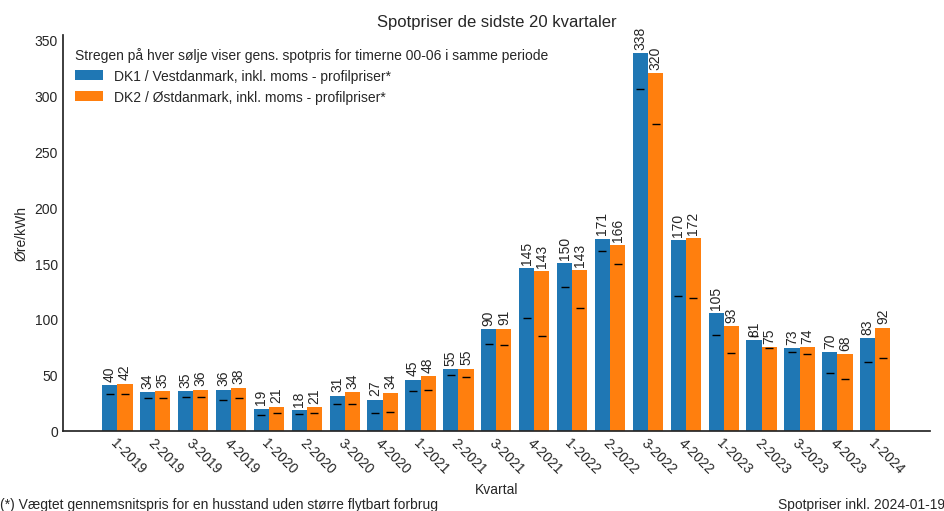 Spotpriser de sidste 20 kvartaler
Stregen på hver sølje viser gens. spotpris for timerne 00-06 i samme periode
DK1 / Vestdanmark, inkl. moms - profilpriser*
DK2 / Østdanmark, inkl. moms - profilpriser*
Øre/kWh
350
300
250
200
150
100
50
0
40 42 34 35 35 36 36 38 19 21 18 21 31 34 27 34 45 48 55 55 90 91 145 143 150 143 171 166 338 320 170 172 105 93 81 75 73 74 70 68 83 92
1-2019 2-2019 3-2019 4-2019 1-2020 2-2020 3-2020 4-2020 1-2021 2-2021 3-2021 4-2021 1-2022 2-2022 3-2022 4-2022 1-2023 2-2023 3-2023 4-2023 1-2024
Kvartal
(*) Vægtet gennemsnitspris for en husstand uden større flytbart forbrug
Spotpriser inkl. 2024-01-19